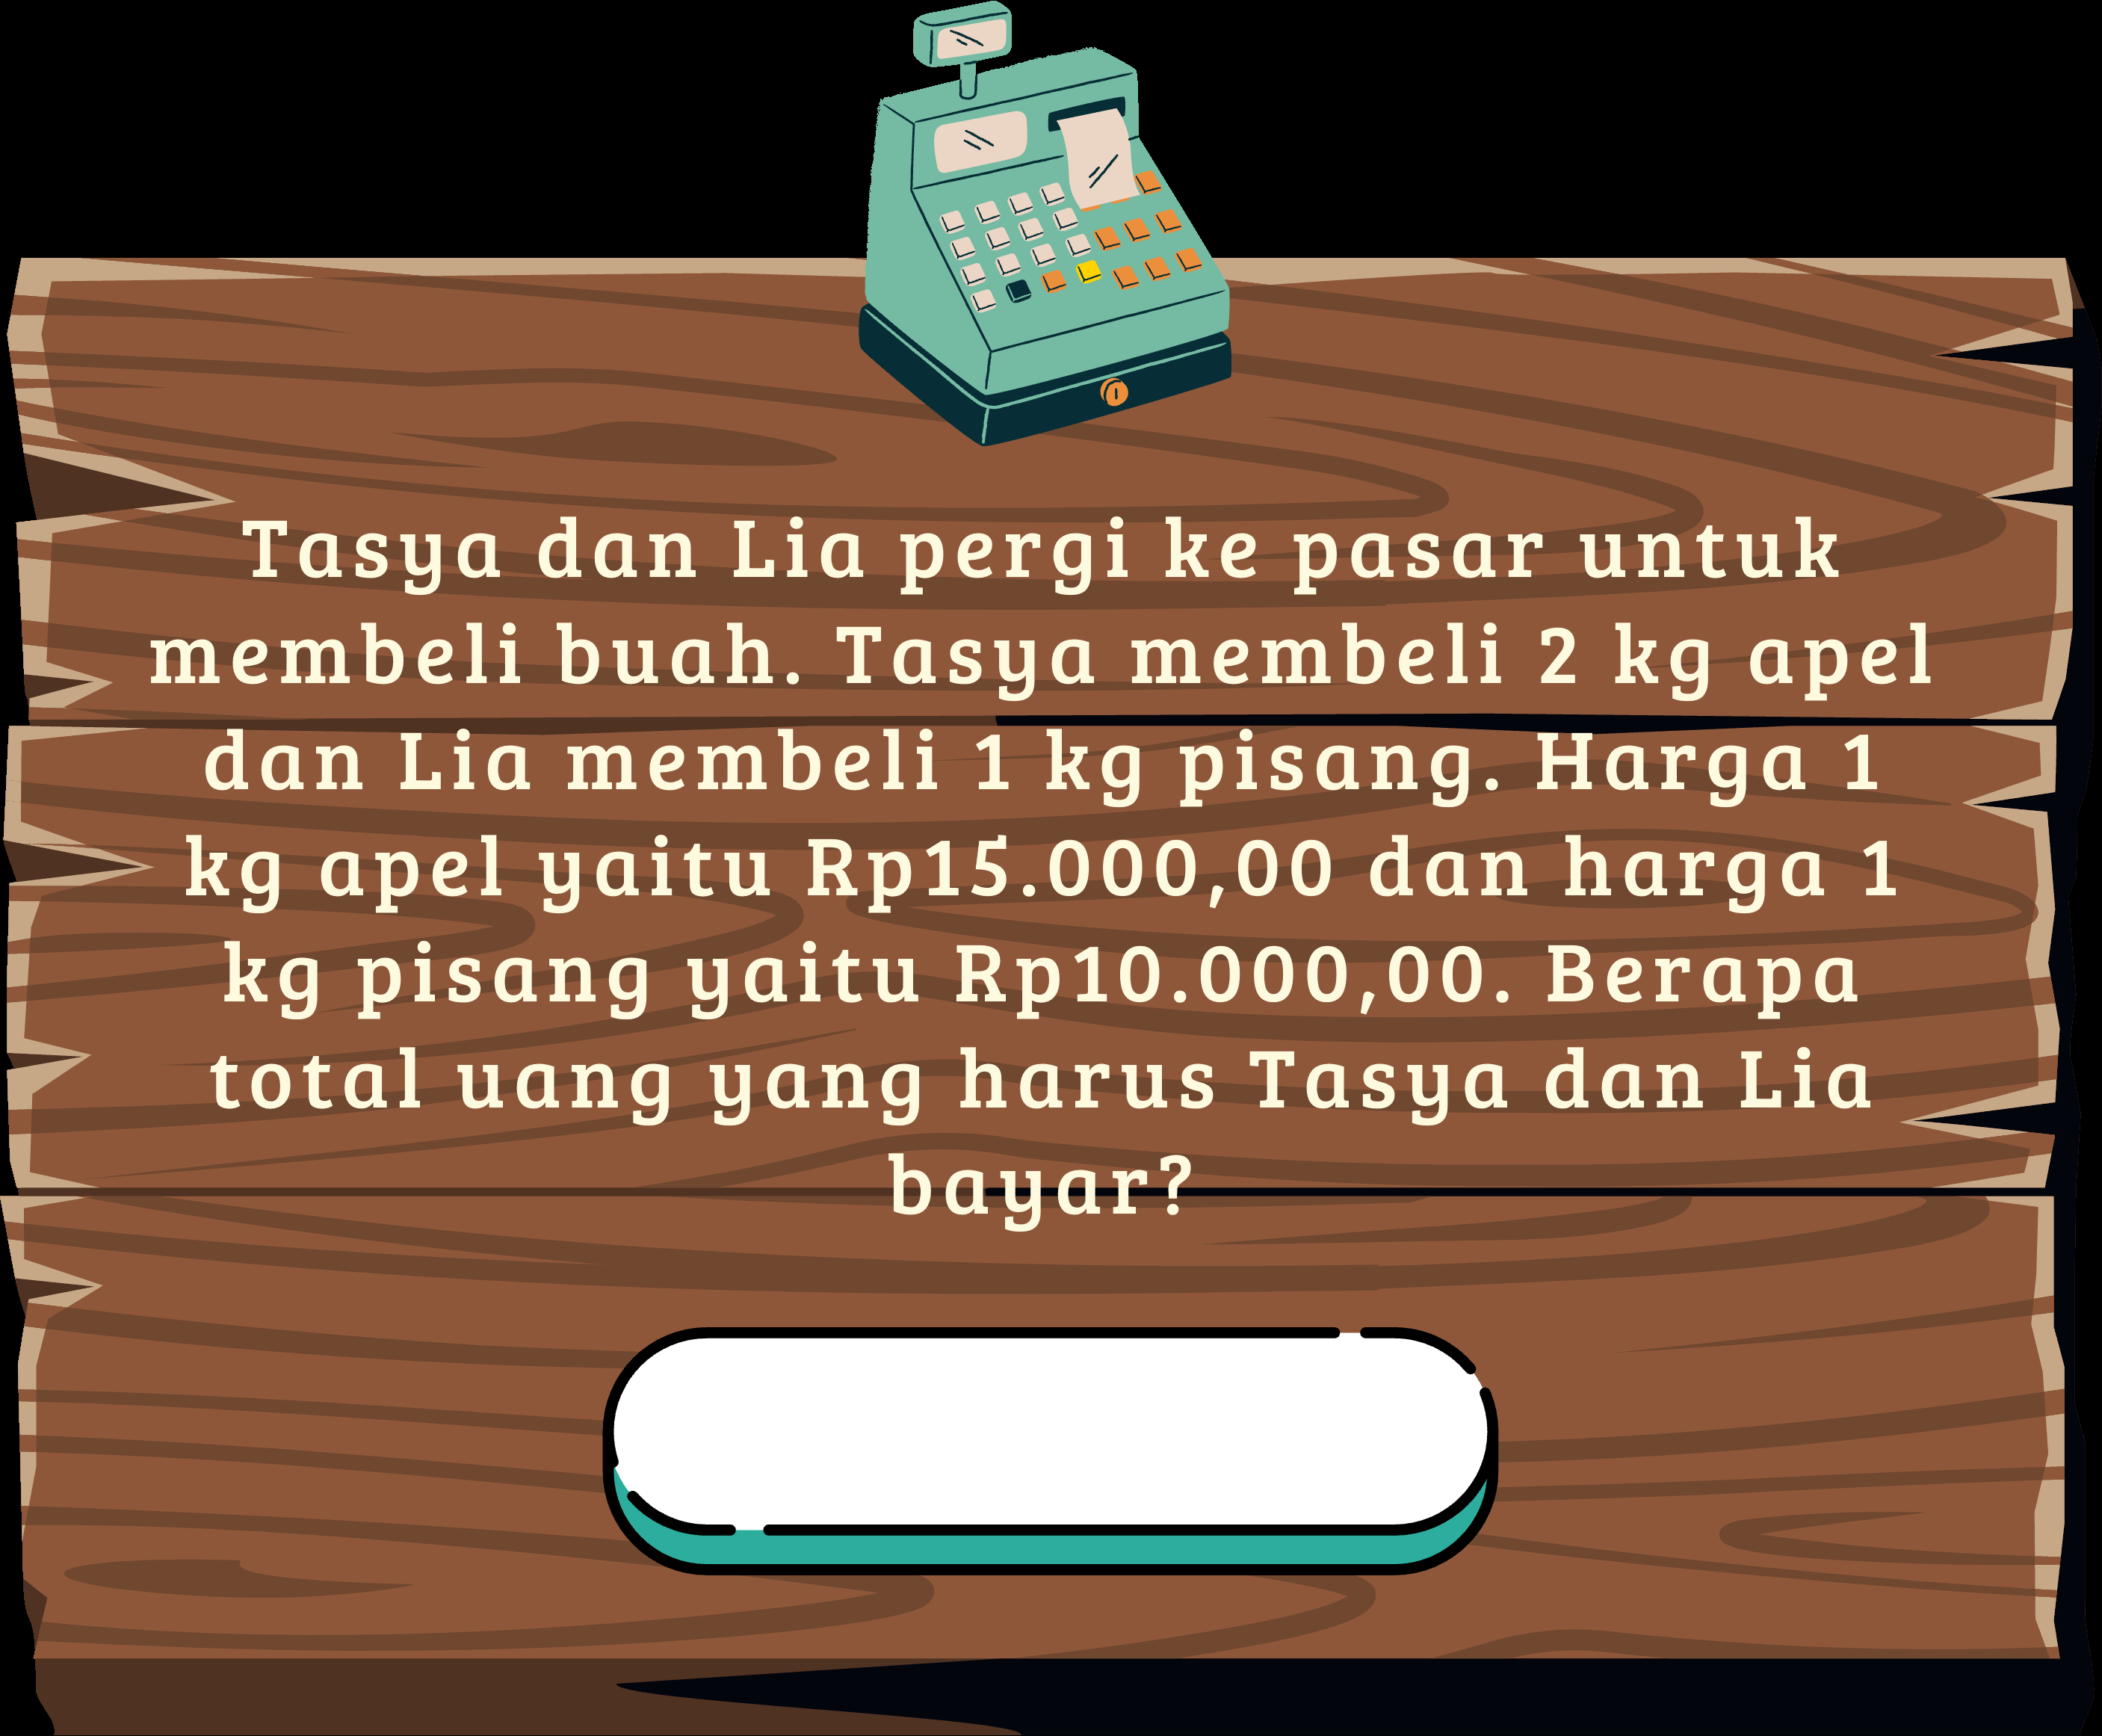 Tasya dan Lia pergi ke pasar untuk
membeli buah. Tasya membeli 2 kg apel
dan Lia membeli 1 kg pisang. Harga 1
kg apel yaitu Rp15.000,00 dan harga 1
kg pisang yaitu Rp10.000,00. Berapa
total uang yang harus Tasya dan Lia
bayar?